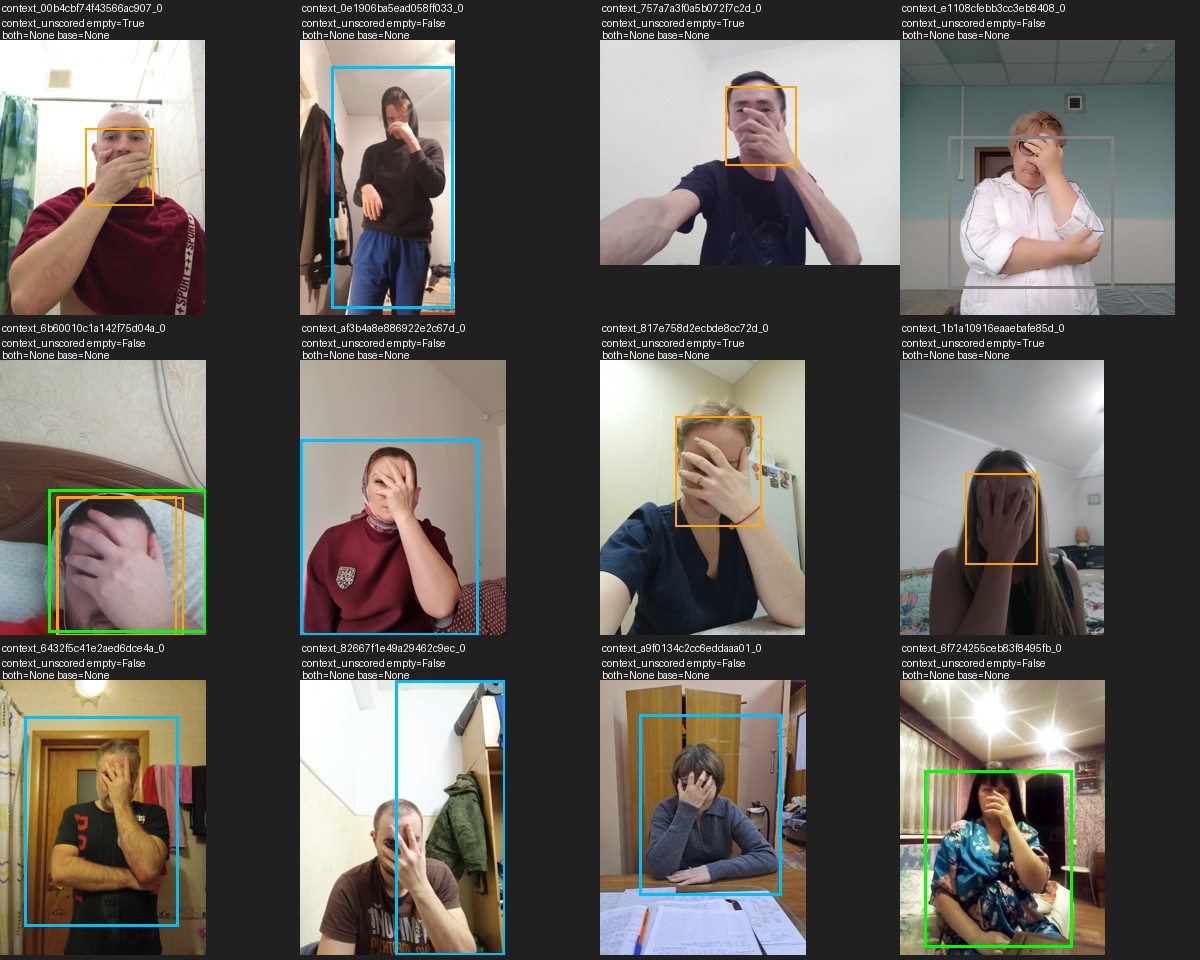 context_00b4cbf74f43566ac907_0
context_unscored empty=True
both=None base=None
context_0e1906ba5ead058ff033_0
context_unscored empty=False
both=None base=None
context_757a7a3f0a5b072f7c2d_0
context_unscored empty=True
both=None base=None
context_e1108cfebb3cc3eb8408_0
context_unscored empty=False
both=None base=None
SPORT
SPORT
context_6b60010c1a142f75d04a_0
context_unscored empty=False
both=None base=None
context_af3b4a8e886922e2c67d_0
context_unscored empty=False
both=None base=None
context_817e758d2ecbde8cc72d_0
context_unscored empty=True
both=None base=None
context_1b1a10916eaaebafe85d_0
context_unscored empty=True
both=None base=None
context_6432f5c41e2aed6dce4a_0
context_unscored empty=False
both=None base=None
context_82667f1e49a29462c9ec_0
context_unscored empty=False
both=None base=None
context_a9f0134c2cc6eddaaa01_0
context_unscored empty=False
both=None base=None
context_6f724255ceb83f8495fb_0
context_unscored empty=False
both=None base=None